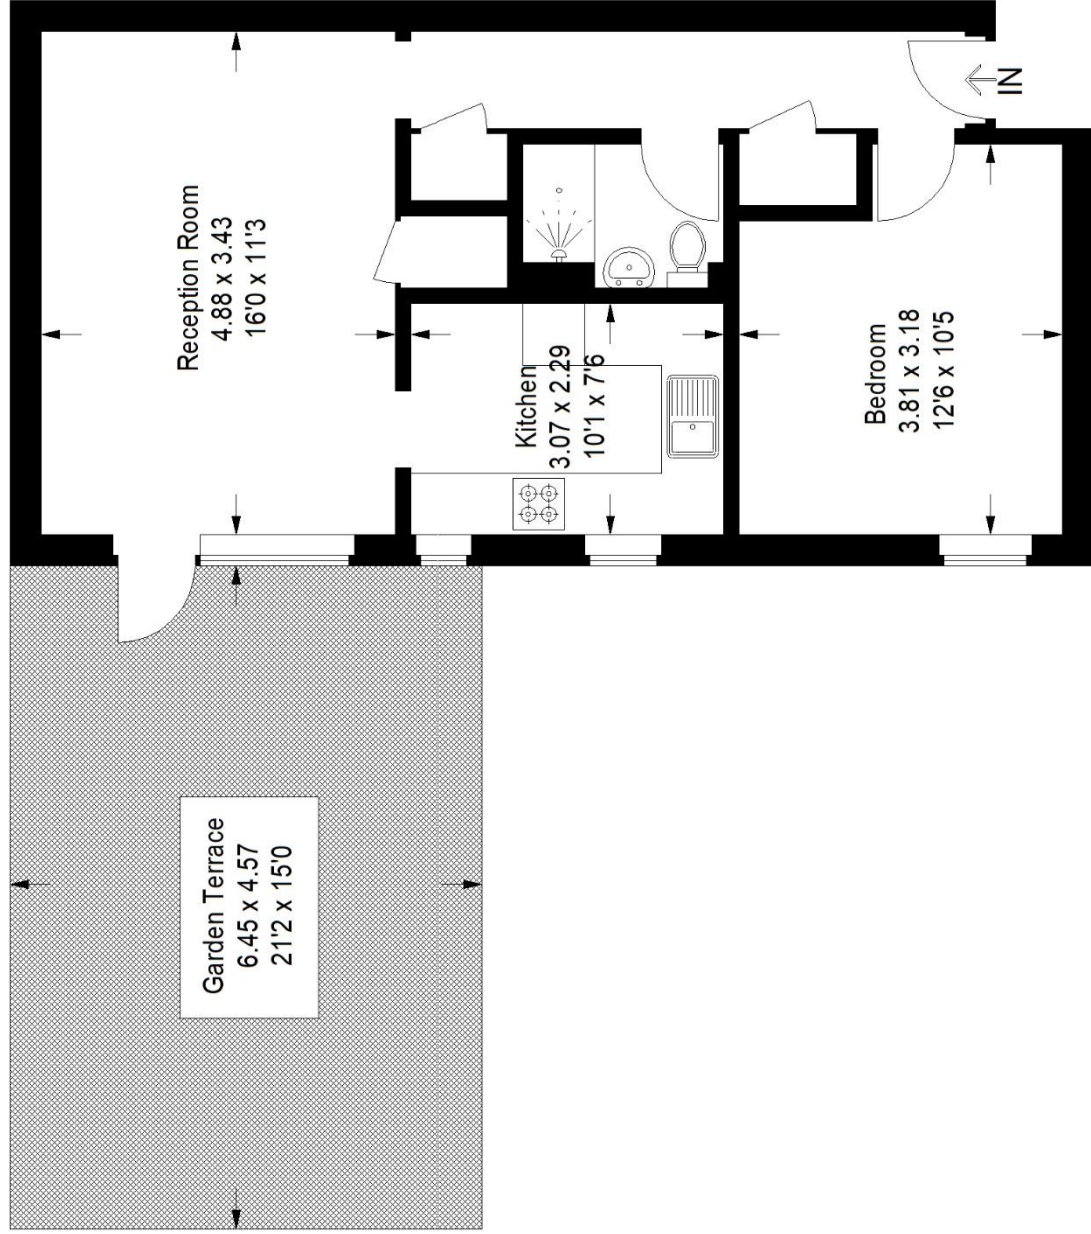 Reception Room
4.88 x 3.43
16'0 x 11'3
Kitchen
3.07 x 2.29
10'1 x 7'6
Bedroom
3.81 x 3.18
12'6 x 10'5
IN
Garden Terrace
6.45 x 4.57
21'2 x 15'0